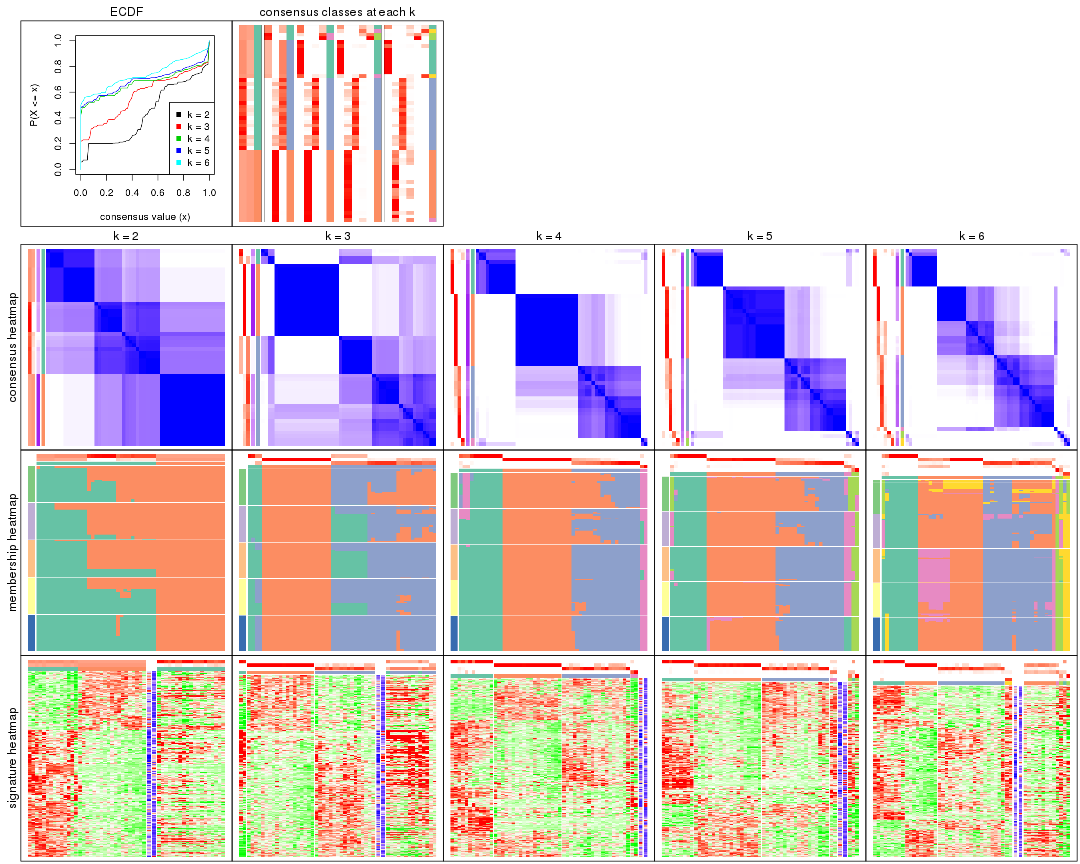 ECDF
consensus classes at each k
P(X <= x)
0.0
0.2
0.4
0.6
0.8
1.0
k = 2
k = 3
k = 4
k = 5
k = 6
0.0 0.2 0.4 0.6 0.8 1.0
consensus value (x)
k = 2
k = 3
k = 4
k = 5
k = 6
consensus heatmap
membership heatmap
signature heatmap